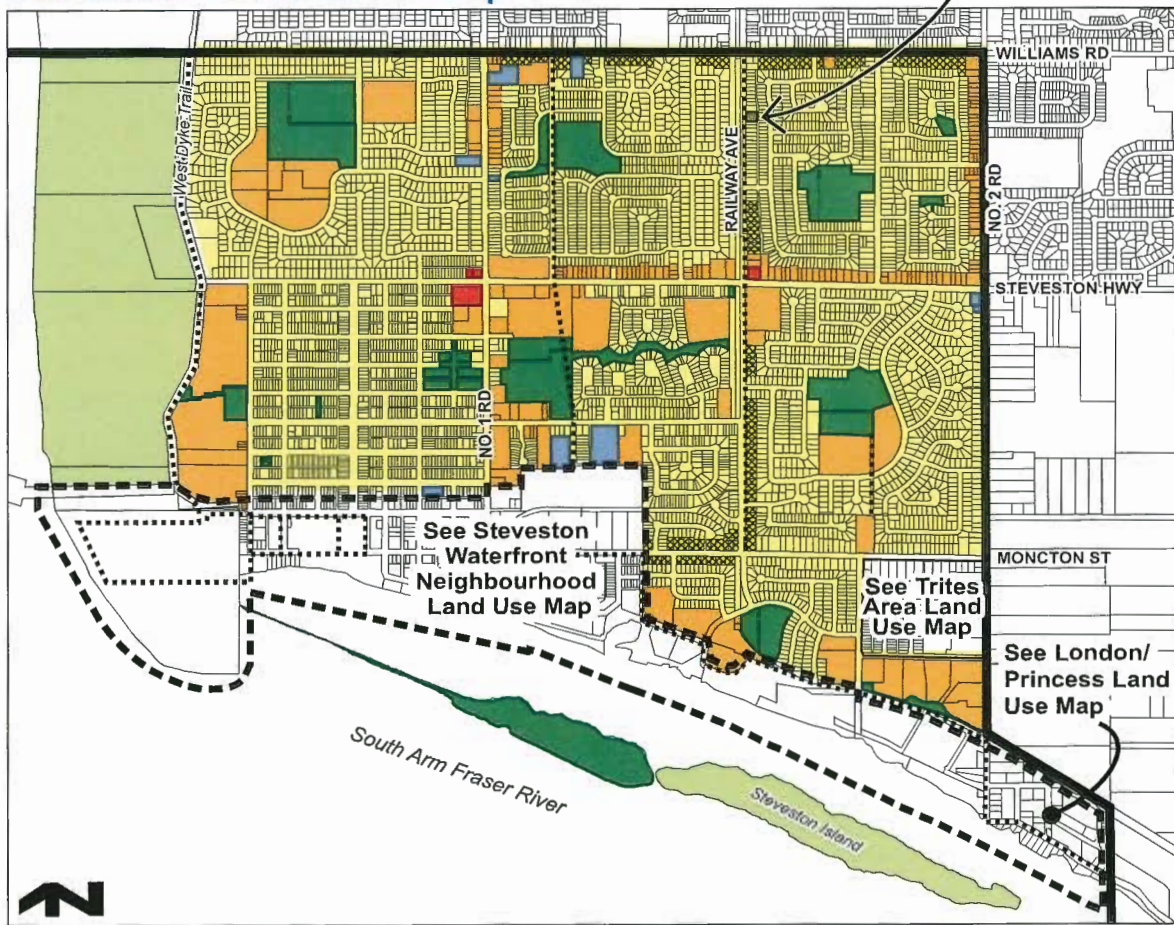 WILLIAMS RD
West Dyke Trail
RAILWAY AVE
NO. 2 RD
STEVESTON HWY
NO. 1 RD
See Steveston
Waterfront
Neighbourhood
Land Use Map
MONCTON ST
See Trites
Area Land
Use Map
See London/
Princess Land
Use Map
South Arm Fraser River
Steveston Island
N